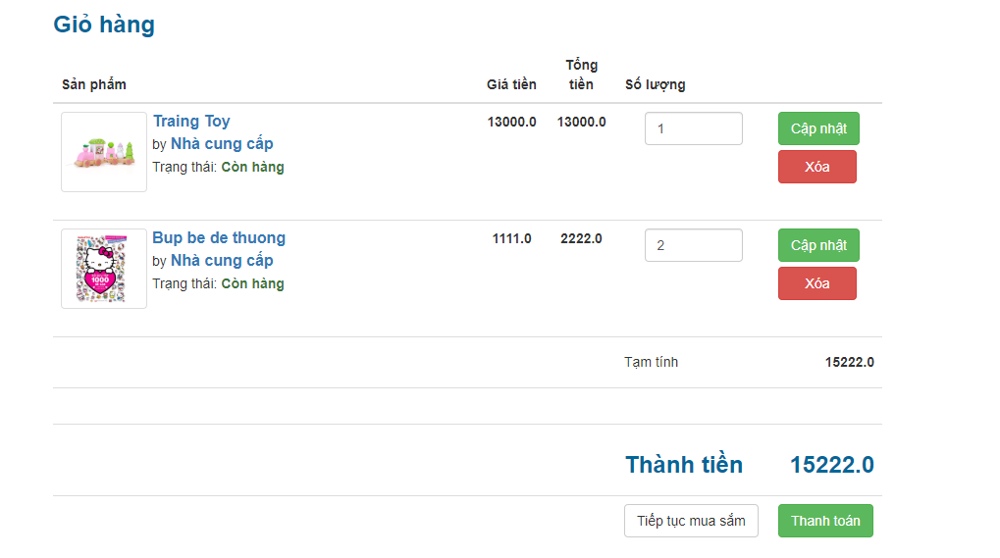 Giỏ hàng
Sản phẩm Giá tiền Tổng tiền Số lượng
Traing Toy 13000.0 13000.0 1 Cập nhật
by Nhà cung cấp
Trạng thái: Còn hàng Xóa
Bup be de thuong 1111.0 2222.0 2 Cập nhật
by Nhà cung cấp
1000
Trạng thái: Còn hàng Xóa
Tạm tính 15222.0
Thành tiền 15222.0
Tiếp tục mua sắm Thanh toán